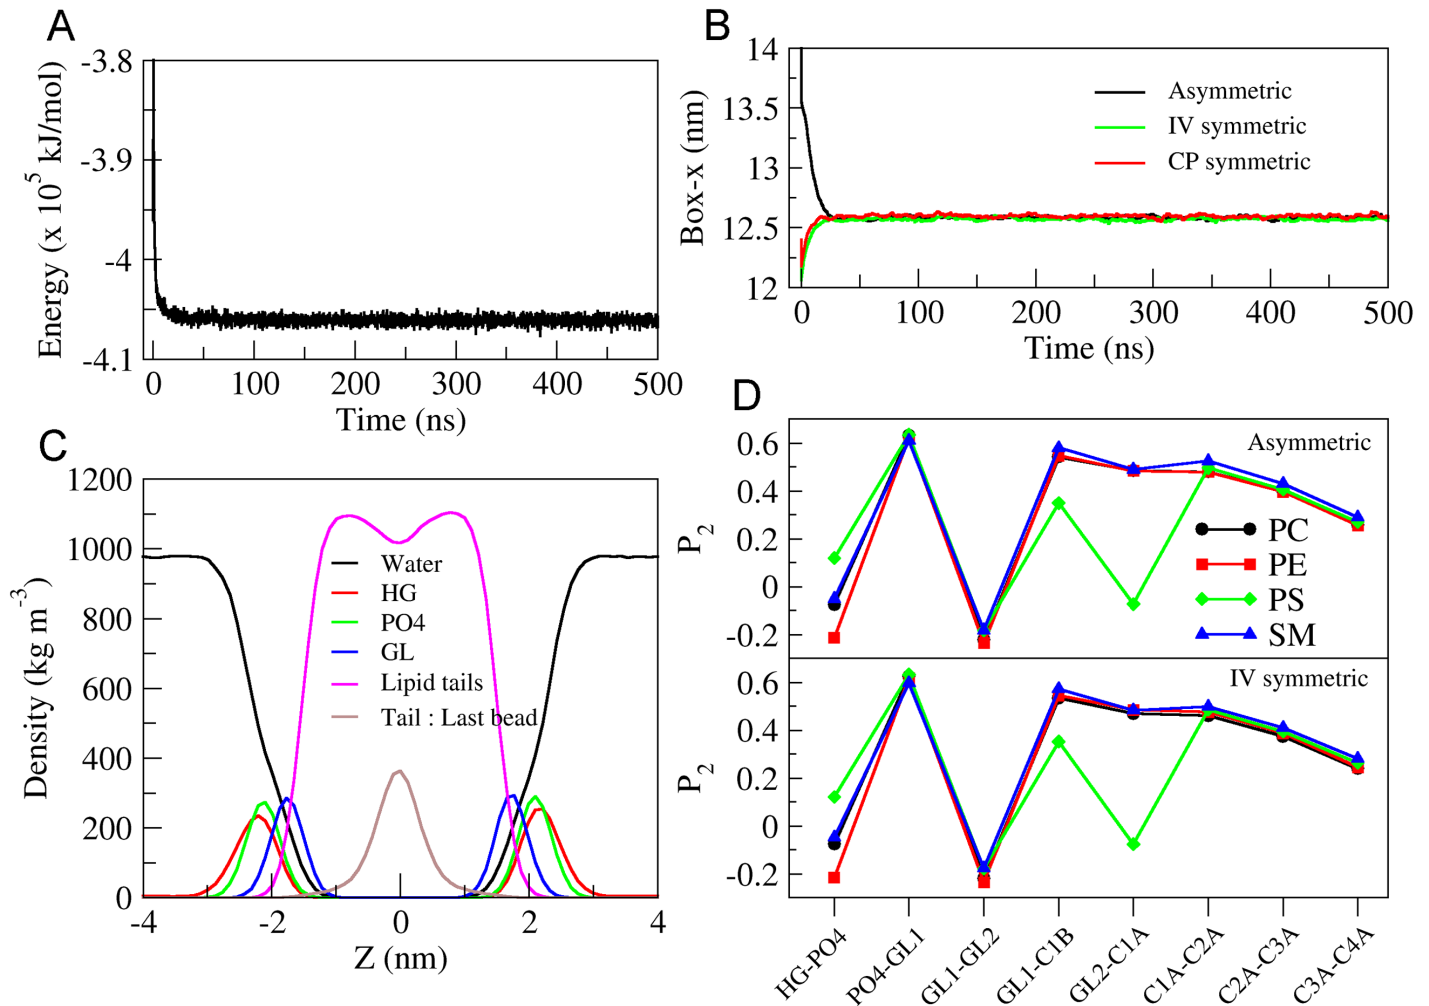 A
-3.8
-3.9
-4
-4.1
Energy (x 10^5 kJ/mol)
0 100 200 300 400 500
Time (ns)
B
14
13.5
13
12.5
12
Box-x (nm)
Asymmetric
IV symmetric
CP symmetric
0 100 200 300 400 500
Time (ns)
C
1200
1000
800
600
400
200
0
Density (kg m^-3)
Water
HG
PO4
GL
Lipid tails
Tail : Last bead
-4 -2 0 2 4
Z (nm)
D
Asymmetric
0.6
0.4
0.2
0
-0.2
P_2
PC
PE
PS
SM
IV symmetric
0.6
0.4
0.2
0
-0.2
P_2
HG-PO4
PO4-GL1
GL1-GL2
GL1-C1B
GL2-C1A
C1A-C2A
C2A-C3A
C3A-C4A